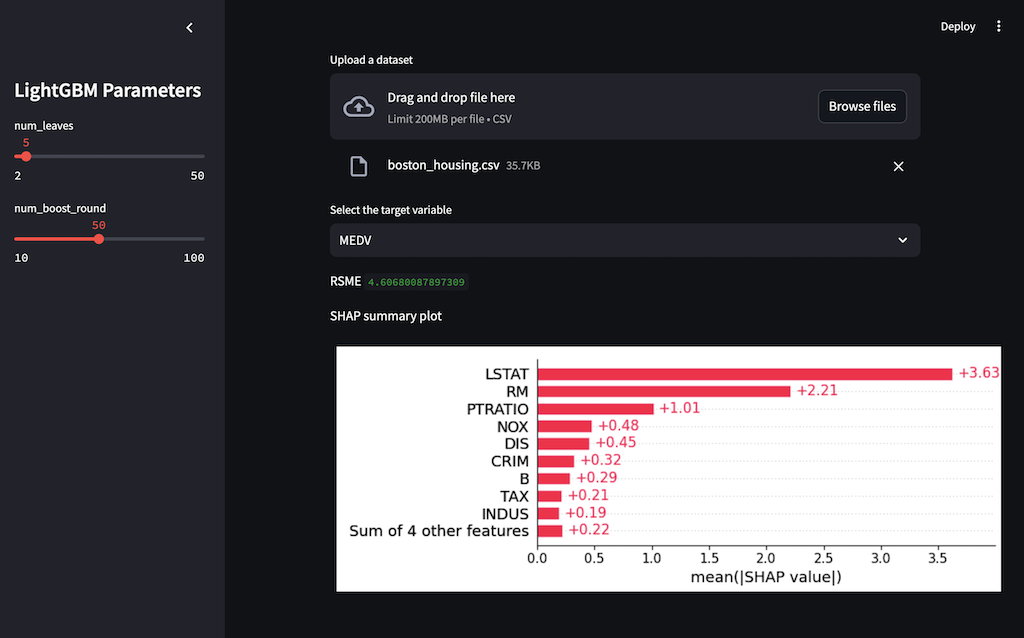 Deploy
LightGBM Parameters
num_leaves
5
2 50
num_boost_round
50
10 100
Upload a dataset
Drag and drop file here
Limit 200MB per file • CSV
Browse files
boston_housing.csv 35.7KB
Select the target variable
MEDV
RSME 4.60680087897309
SHAP summary plot
LSTAT +3.63
RM +2.21
PTRATIO +1.01
NOX +0.48
DIS +0.45
CRIM +0.32
B +0.29
TAX +0.21
INDUS +0.19
Sum of 4 other features +0.22
0.0 0.5 1.0 1.5 2.0 2.5 3.0 3.5
mean(|SHAP value|)